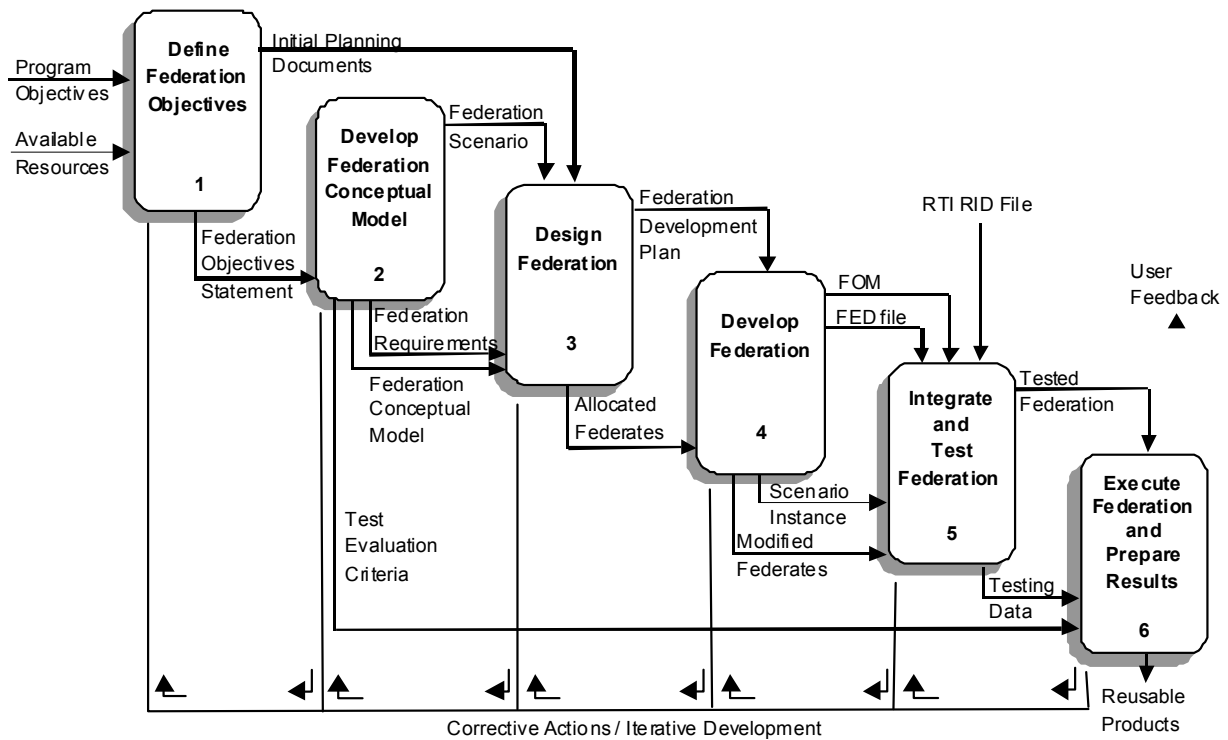 Define
Federation
Objectives
1
Program
Objectives
Available
Resources
Initial Planning
Documents
Federation
Objectives
Statement
Develop
Federation
Conceptual
Model
2
Federation
Scenario
Federation
Requirements
Federation
Conceptual
Model
Test
Evaluation
Criteria
Design
Federation
3
Federation
Development
Plan
Allocated
Federates
Develop
Federation
4
FOM
FED file
RTI RID File
Scenario
Instance
Modified
Federates
Integrate
and
Test
Federation
5
Tested
Federation
Testing
Data
User
Feedback
Execute
Federation
and
Prepare
Results
6
Reusable
Products
Corrective Actions / Iterative Development